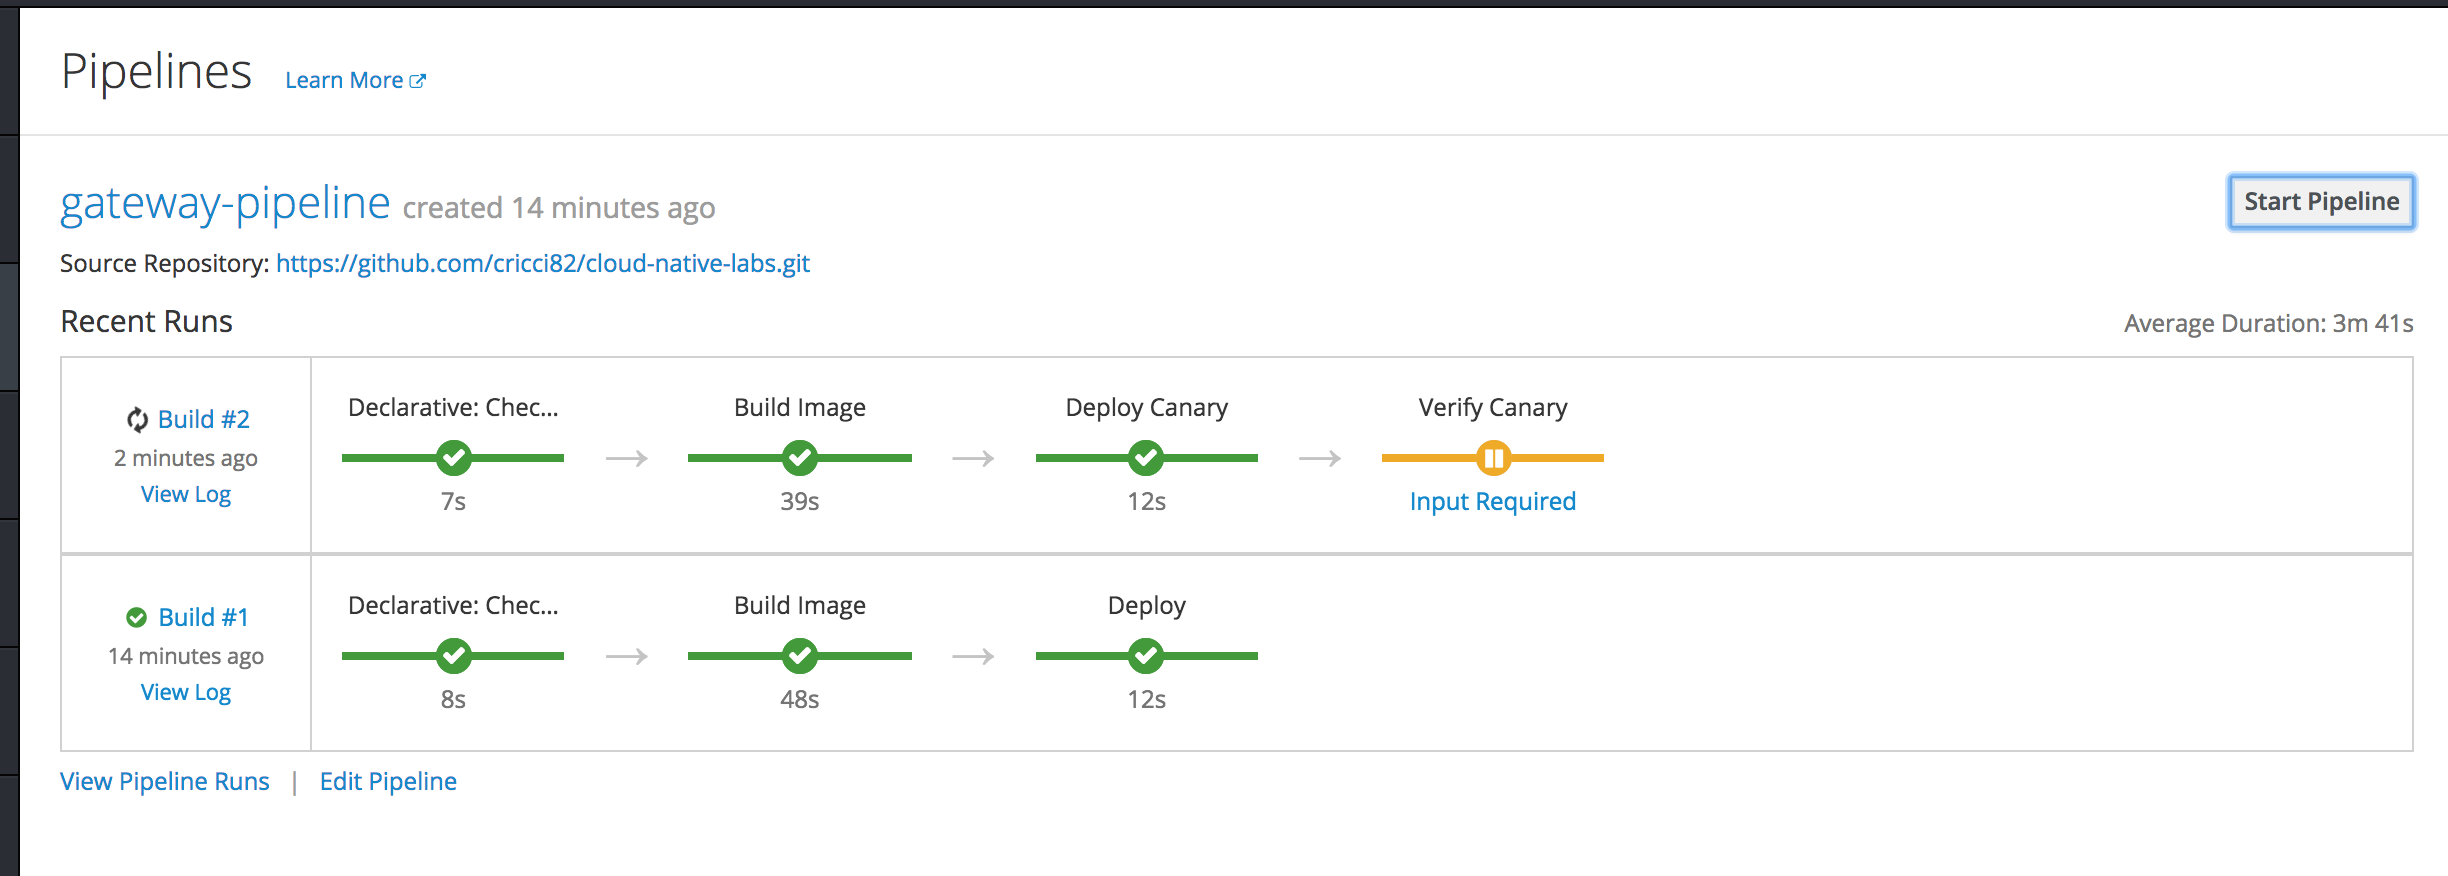 Pipelines Learn More
gateway-pipeline created 14 minutes ago
Start Pipeline
Source Repository: https://github.com/cricci82/cloud-native-labs.git
Recent Runs
Average Duration: 3m 41s
Build #2
2 minutes ago
View Log
Declarative: Chec...
7s
Build Image
39s
Deploy Canary
12s
Verify Canary
Input Required
Build #1
14 minutes ago
View Log
Declarative: Chec...
8s
Build Image
48s
Deploy
12s
View Pipeline Runs | Edit Pipeline